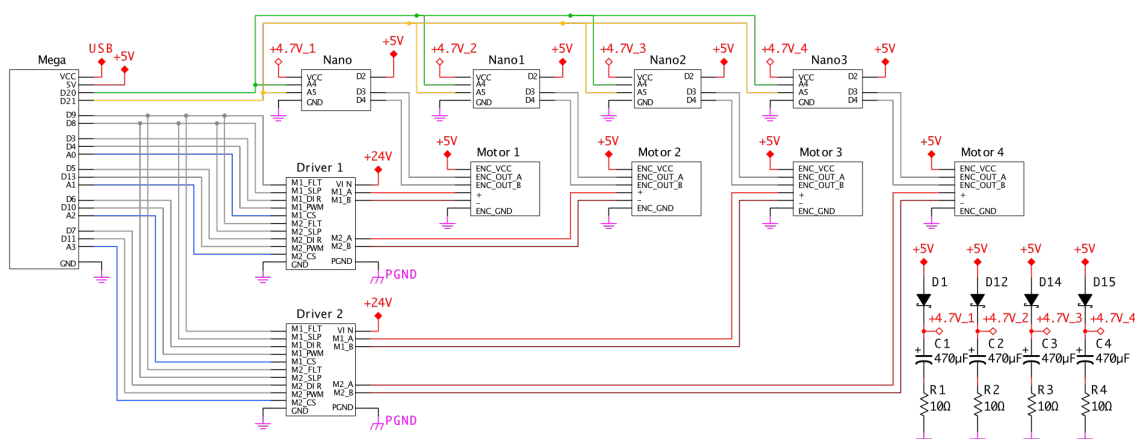 USB
+5V
Mega
VCC
5V
D20
D21
D9
D8
D3
D4
A0
D5
D13
A1
D6
D10
A2
D7
D11
A3
GND
+4.7V_1
Nano
+5V
VCC
A4
A5
GND
D2
D3
D4
+4.7V_2
Nano1
+5V
VCC
A4
A5
GND
D2
D3
D4
+4.7V_3
Nano2
+5V
VCC
A4
A5
GND
D2
D3
D4
+4.7V_4
Nano3
+5V
VCC
A4
A5
GND
D2
D3
D4
Driver 1
+24V
M1_FLT
M1_SLP
M1_DIR
M1_PWM
M1_CS
M2_FLT
M2_SLP
M2_DIR
M2_PWM
M2_CS
GND
VIN
M1_A
M1_B
M2_A
M2_B
PGND
PGND
+5V
Motor 1
ENC_VCC
ENC_OUT_A
ENC_OUT_B
+
−
ENC_GND
+5V
Motor 2
ENC_VCC
ENC_OUT_A
ENC_OUT_B
+
−
ENC_GND
+5V
Motor 3
ENC_VCC
ENC_OUT_A
ENC_OUT_B
+
−
ENC_GND
+5V
Motor 4
ENC_VCC
ENC_OUT_A
ENC_OUT_B
+
−
ENC_GND
Driver 2
+24V
M1_FLT
M1_SLP
M1_DIR
M1_PWM
M1_CS
M2_FLT
M2_SLP
M2_DIR
M2_PWM
M2_CS
GND
VIN
M1_A
M1_B
M2_A
M2_B
PGND
PGND
+5V
D1
+4.7V_1
+
C1
470µF
R1
10Ω
+5V
D12
+4.7V_2
+
C2
470µF
R2
10Ω
+5V
D14
+4.7V_3
+
C3
470µF
R3
10Ω
+5V
D15
+4.7V_4
+
C4
470µF
R4
10Ω